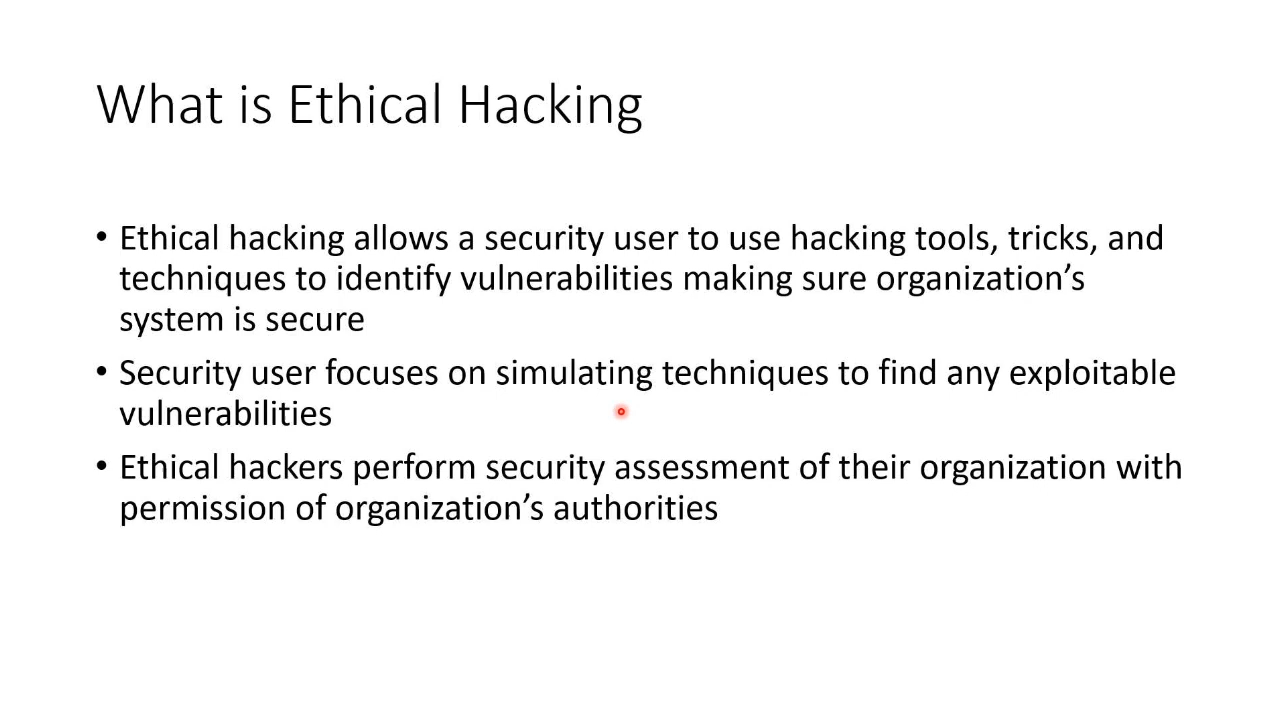 What is Ethical Hacking
• Ethical hacking allows a security user to use hacking tools, tricks, and
techniques to identify vulnerabilities making sure organization’s
system is secure
• Security user focuses on simulating techniques to find any exploitable
vulnerabilities
• Ethical hackers perform security assessment of their organization with
permission of organization’s authorities